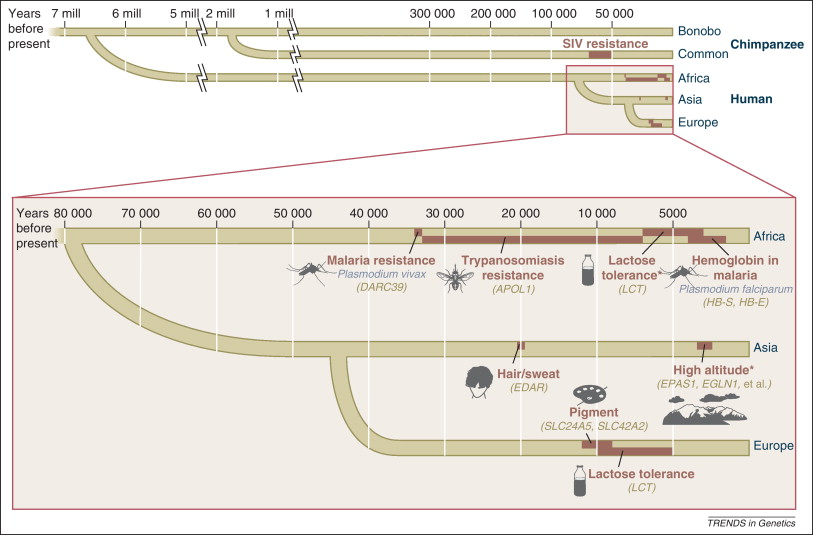 Years before present
7 mill 6 mill 5 mill 2 mill 1 mill 300 000 200 000 100 000 50 000
Bonobo
Chimpanzee
SIV resistance
Common
Africa
Asia
Human
Europe
Years before present
80 000 70 000 60 000 50 000 40 000 30 000 20 000 10 000 5000
Africa
Malaria resistance
Plasmodium vivax
(DARC39)
Trypanosomiasis
resistance
(APOL1)
Lactose
tolerance*
(LCT)
Hemoglobin in
malaria
Plasmodium falciparum
(HB-S, HB-E)
Asia
Hair/sweat
(EDAR)
High altitude*
(EPAS1, EGLN1, et al.)
Pigment
(SLC24A5, SLC42A2)
Europe
Lactose tolerance
(LCT)
TRENDS in Genetics